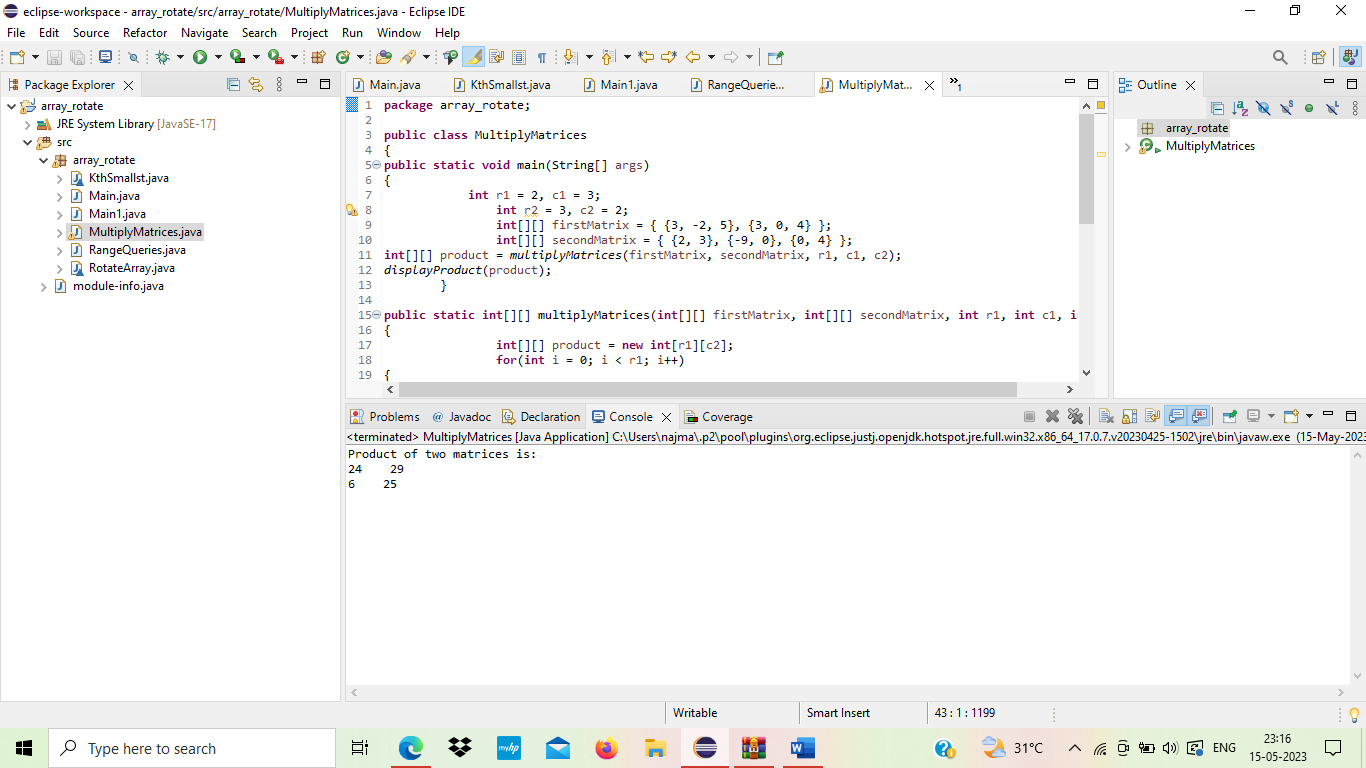 eclipse-workspace - array_rotate/src/array_rotate/MultiplyMatrices.java - Eclipse IDE
File Edit Source Refactor Navigate Search Project Run Window Help
Package Explorer
array_rotate
JRE System Library [JavaSE-17]
src
array_rotate
KthSmallst.java
Main.java
Main1.java
MultiplyMatrices.java
RangeQueries.java
RotateArray.java
module-info.java
Main.java KthSmallst.java Main1.java RangeQuerie... MultiplyMat... »1
1 package array_rotate;
2
3 public class MultiplyMatrices
4 {
5 public static void main(String[] args)
6 {
7 int r1 = 2, c1 = 3;
8 int r2 = 3, c2 = 2;
9 int[][] firstMatrix = { {3, -2, 5}, {3, 0, 4} };
10 int[][] secondMatrix = { {2, 3}, {-9, 0}, {0, 4} };
11 int[][] product = multiplyMatrices(firstMatrix, secondMatrix, r1, c1, c2);
12 displayProduct(product);
13 }
14
15 public static int[][] multiplyMatrices(int[][] firstMatrix, int[][] secondMatrix, int r1, int c1, i
16 {
17 int[][] product = new int[r1][c2];
18 for(int i = 0; i < r1; i++)
19 {
Outline
array_rotate
MultiplyMatrices
Problems @ Javadoc Declaration Console Coverage
<terminated> MultiplyMatrices [Java Application] C:\Users\najma\.p2\pool\plugins\org.eclipse.justj.openjdk.hotspot.jre.full.win32.x86_64_17.0.7.v20230425-1502\jre\bin\javaw.exe (15-May-2023
Product of two matrices is:
24 29
6 25
Writable Smart Insert 43 : 1 : 1199
Type here to search
myhp
31°C ENG 23:16
15-05-2023